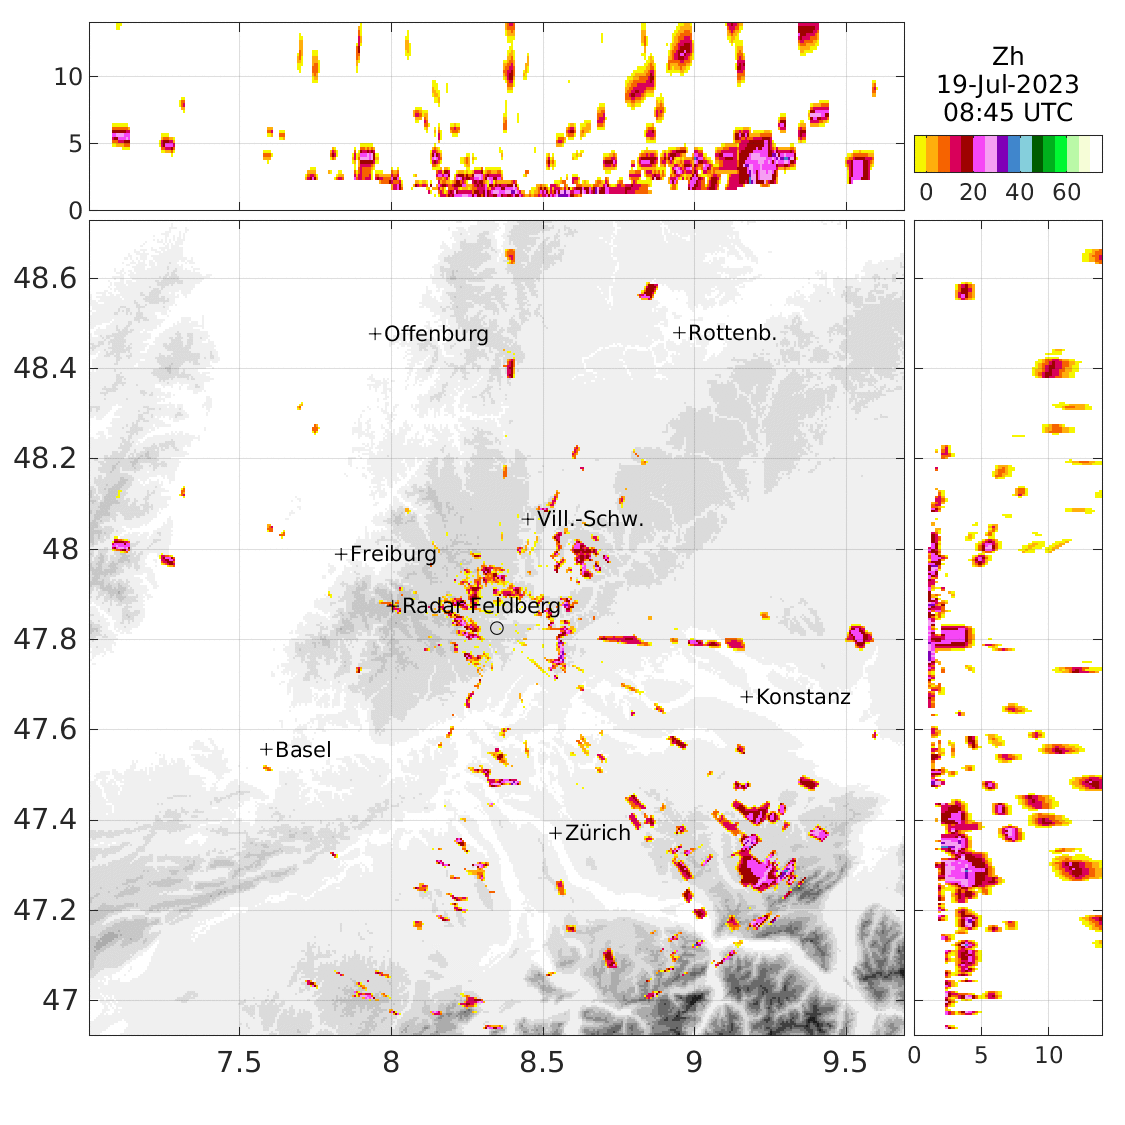 10
5
0
Zh
19-Jul-2023
08:45 UTC
0 20 40 60
48.6
48.4
48.2
48
47.8
47.6
47.4
47.2
47
+Offenburg
+Rottenb.
+Vill.-Schw.
+Freiburg
+Radar Feldberg
+Konstanz
+Basel
+Zürich
7.5 8 8.5 9 9.5
0 5 10